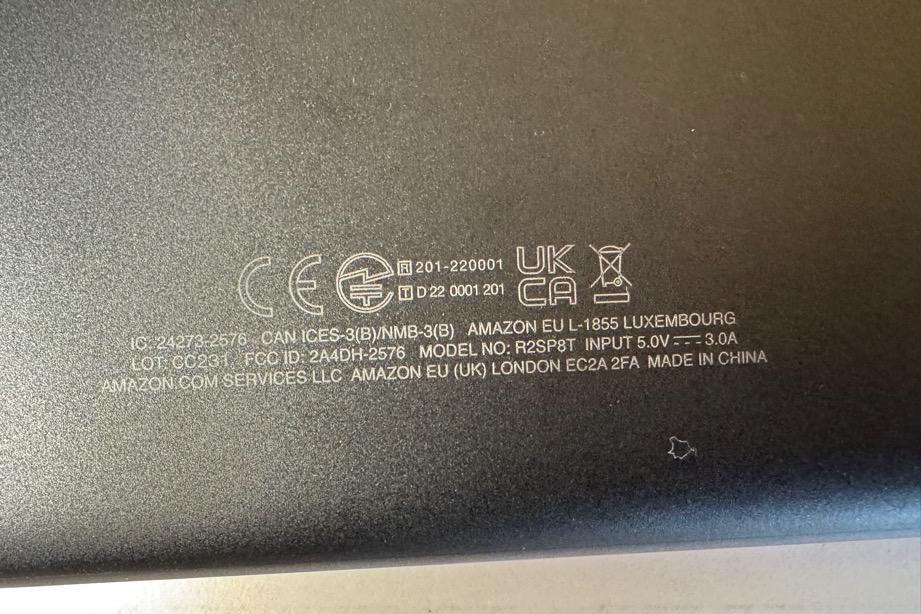 CE R 201-220001 UK
T D 22 0001 201 CA
IC: 24273-2576 CAN ICES-3(B)/NMB-3(B) AMAZON EU L-1855 LUXEMBOURG
LOT: CC23T FCC ID: 2A4DH-2576 MODEL NO: R2SP8T INPUT 5.0V⎓3.0A
AMAZON.COM SERVICES LLC AMAZON EU (UK) LONDON EC2A 2FA MADE IN CHINA